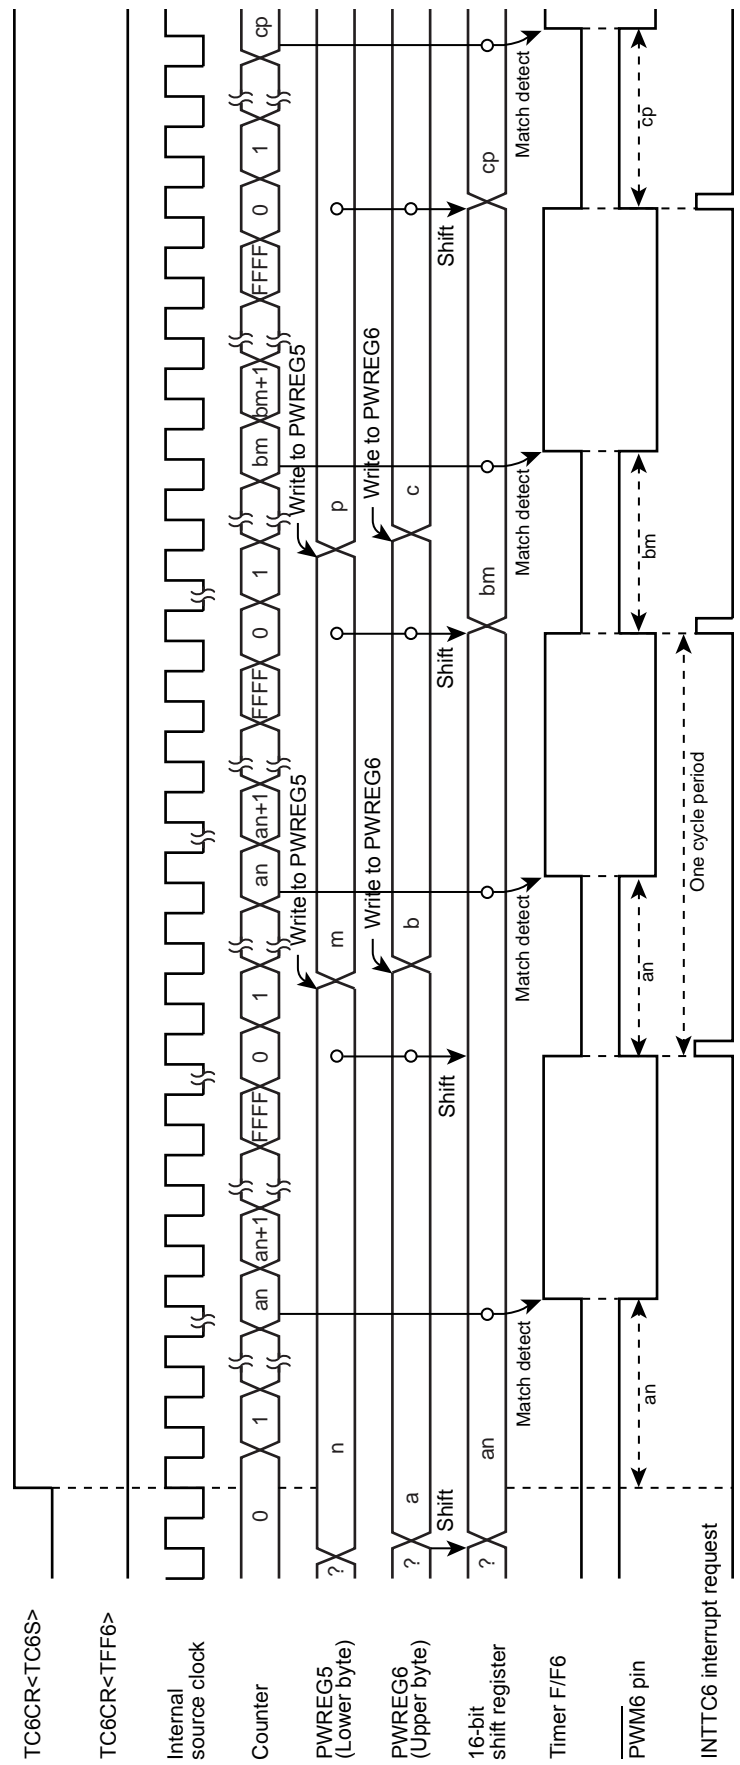 TC6CR<TC6S>
TC6CR<TFF6>
Internal
source clock
Counter 0 1 an an+1 FFFF 0 1 an an+1 FFFF 0 1 bm bm+1 FFFF 0 1 cp
Write to PWREG5 Write to PWREG5
PWREG5
(Lower byte) ? n m p
Write to PWREG6 Write to PWREG6
PWREG6
(Upper byte) ? a b c
Shift Shift Shift Shift
16-bit
shift register ? an bm cp
Match detect Match detect Match detect Match detect
Timer F/F6
PWM6 pin an an bm cp
One cycle period
INTTC6 interrupt request